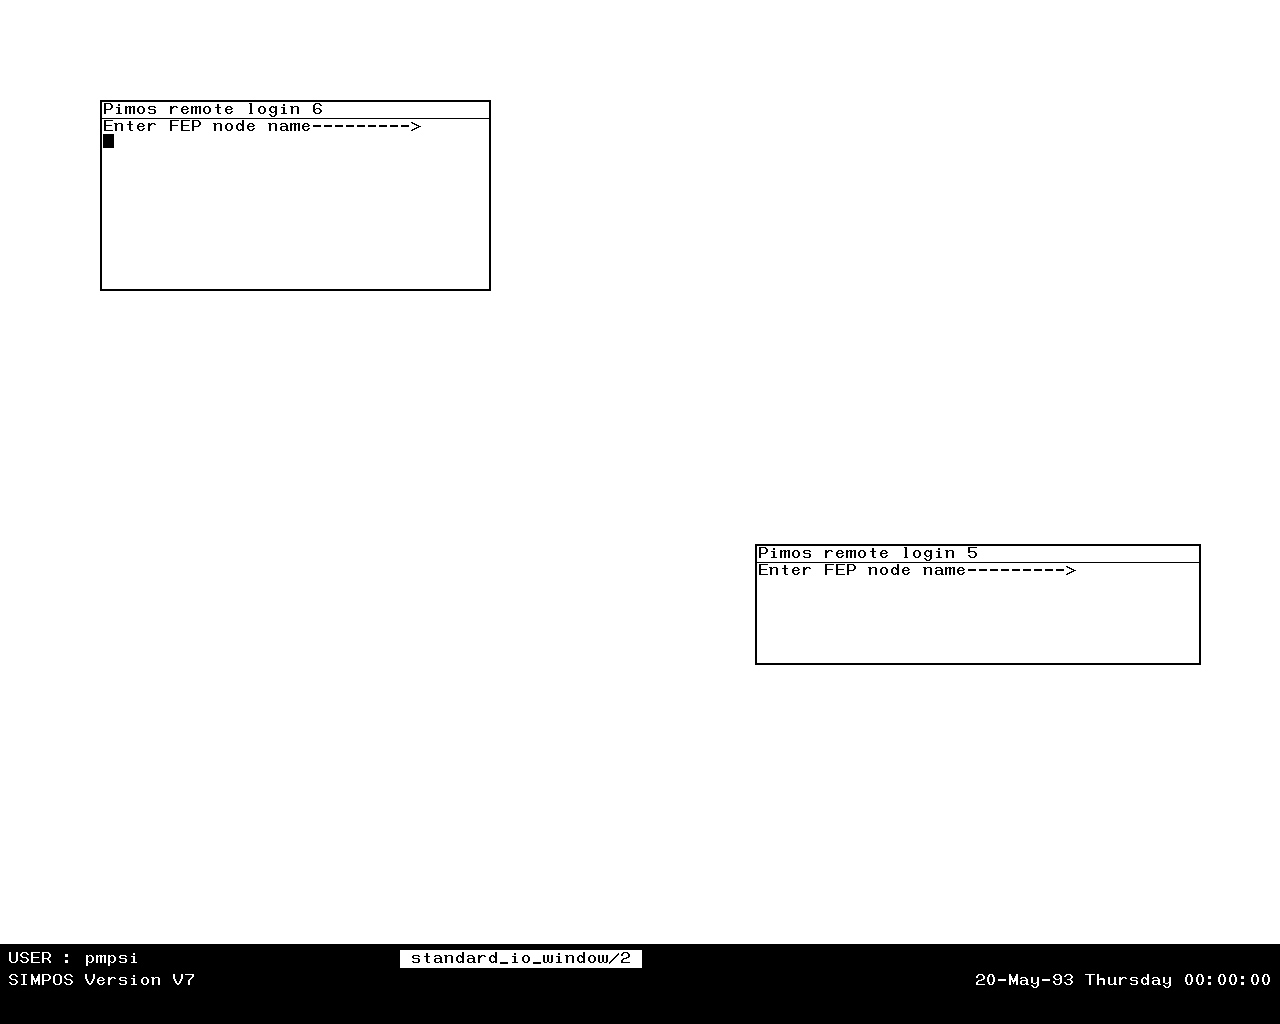 Pimos remote login 6
Enter FEP node name--------->
Pimos remote login 5
Enter FEP node name--------->
USER : pmpsi
standard_io_window/2
SIMPOS Version V7
20-May-93 Thursday 00:00:00